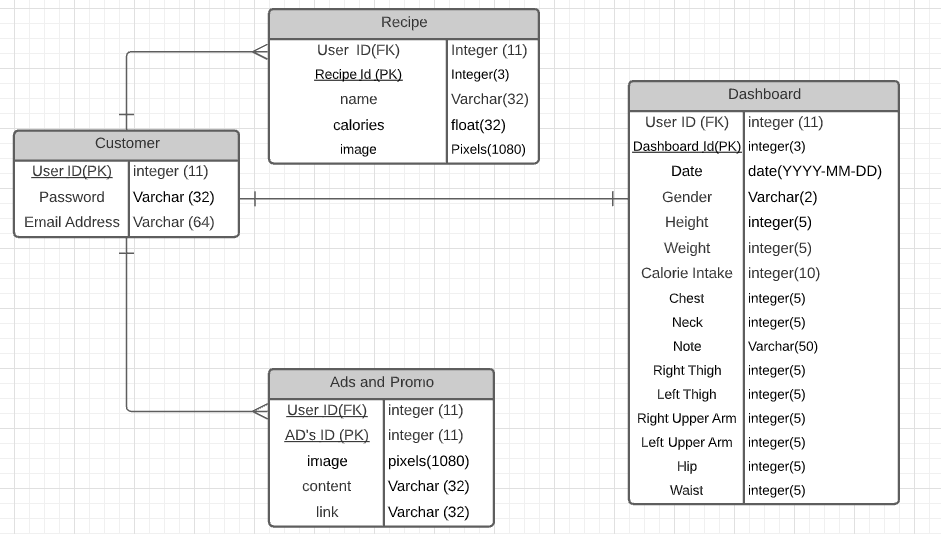 Recipe
User ID(FK) Integer (11)
Recipe Id (PK) Integer(3)
name Varchar(32)
calories float(32)
image Pixels(1080)
Customer
User ID(PK) integer (11)
Password Varchar (32)
Email Address Varchar (64)
Dashboard
User ID (FK) integer (11)
Dashboard Id(PK) integer(3)
Date date(YYYY-MM-DD)
Gender Varchar(2)
Height integer(5)
Weight integer(5)
Calorie Intake integer(10)
Chest integer(5)
Neck integer(5)
Note Varchar(50)
Right Thigh integer(5)
Left Thigh integer(5)
Right Upper Arm integer(5)
Left Upper Arm integer(5)
Hip integer(5)
Waist integer(5)
Ads and Promo
User ID(FK) integer (11)
AD's ID (PK) integer (11)
image pixels(1080)
content Varchar (32)
link Varchar (32)